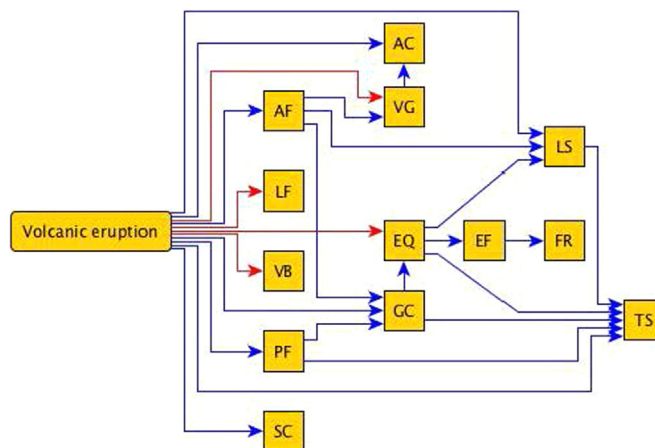 AC
VG
AF
LS
LF
Volcanic eruption
EQ
EF
FR
VB
GC
TS
PF
SC